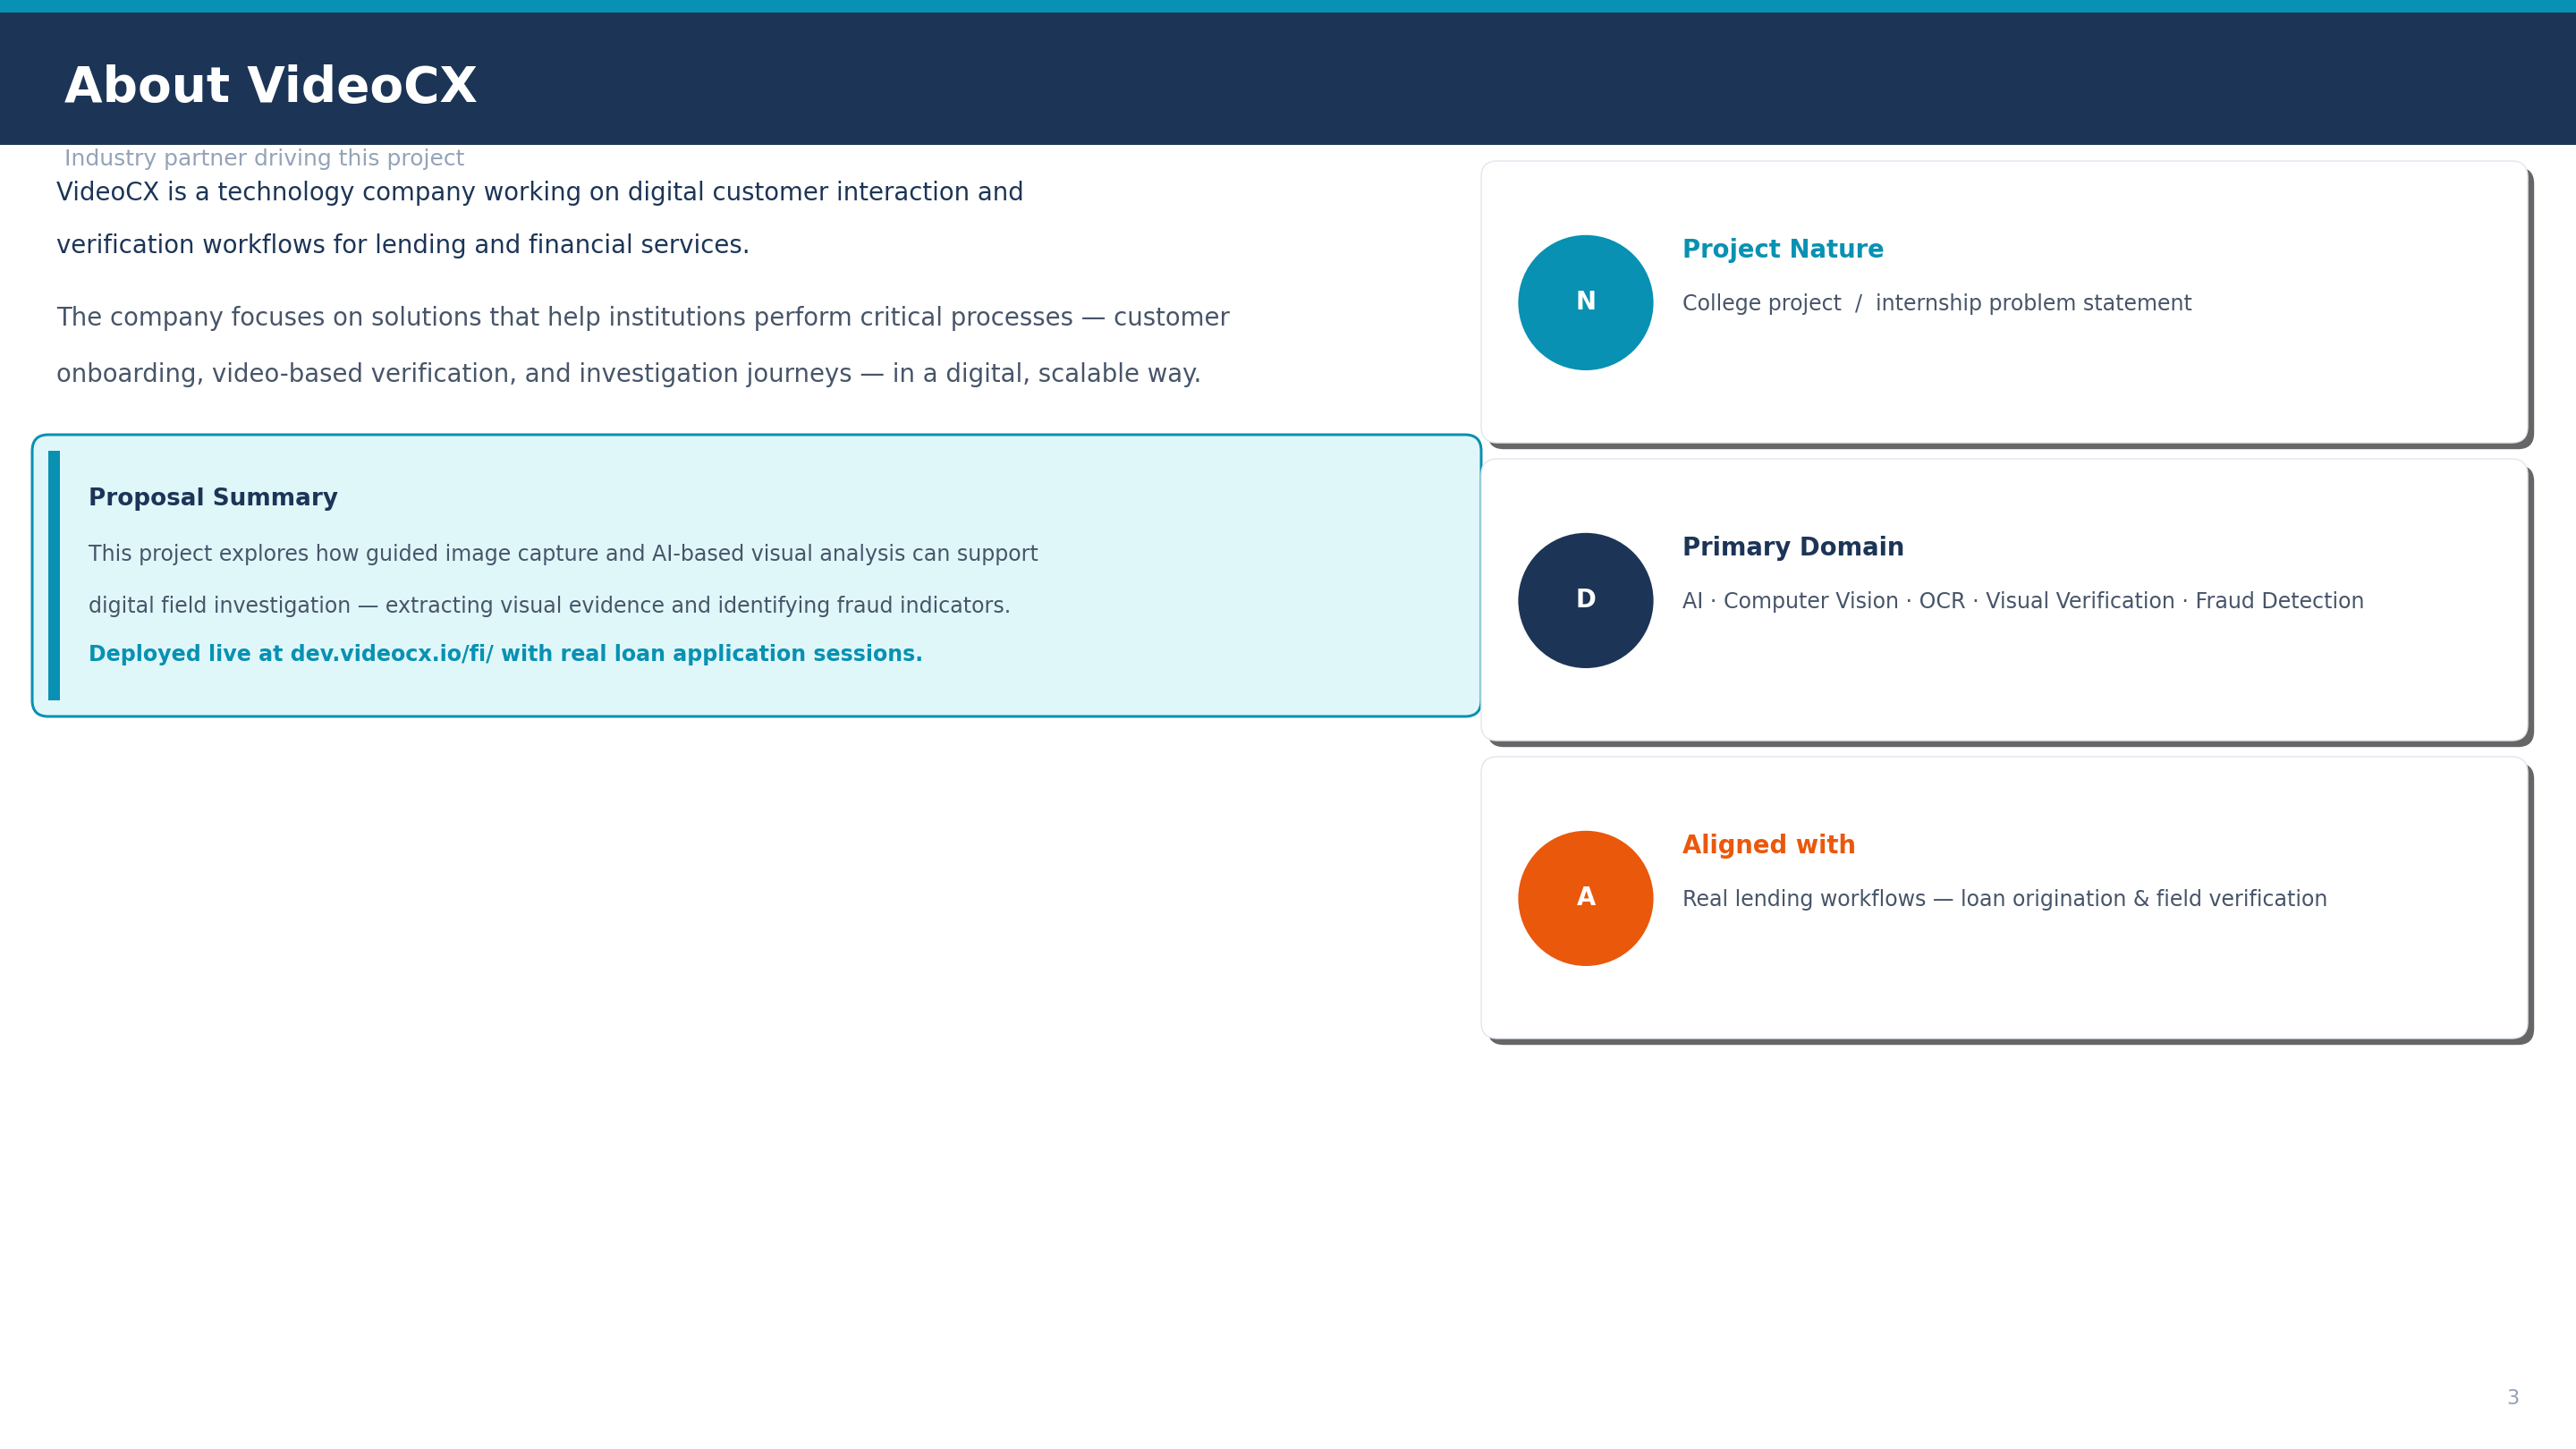 About VideoCX
Industry partner driving this project
VideoCX is a technology company working on digital customer interaction and
verification workflows for lending and financial services.
The company focuses on solutions that help institutions perform critical processes — customer
onboarding, video-based verification, and investigation journeys — in a digital, scalable way.
Proposal Summary
This project explores how guided image capture and AI-based visual analysis can support
digital field investigation — extracting visual evidence and identifying fraud indicators.
Deployed live at dev.videocx.io/fi/ with real loan application sessions.
N
Project Nature
College project  /  internship problem statement
D
Primary Domain
AI · Computer Vision · OCR · Visual Verification · Fraud Detection
A
Aligned with
Real lending workflows — loan origination & field verification
3